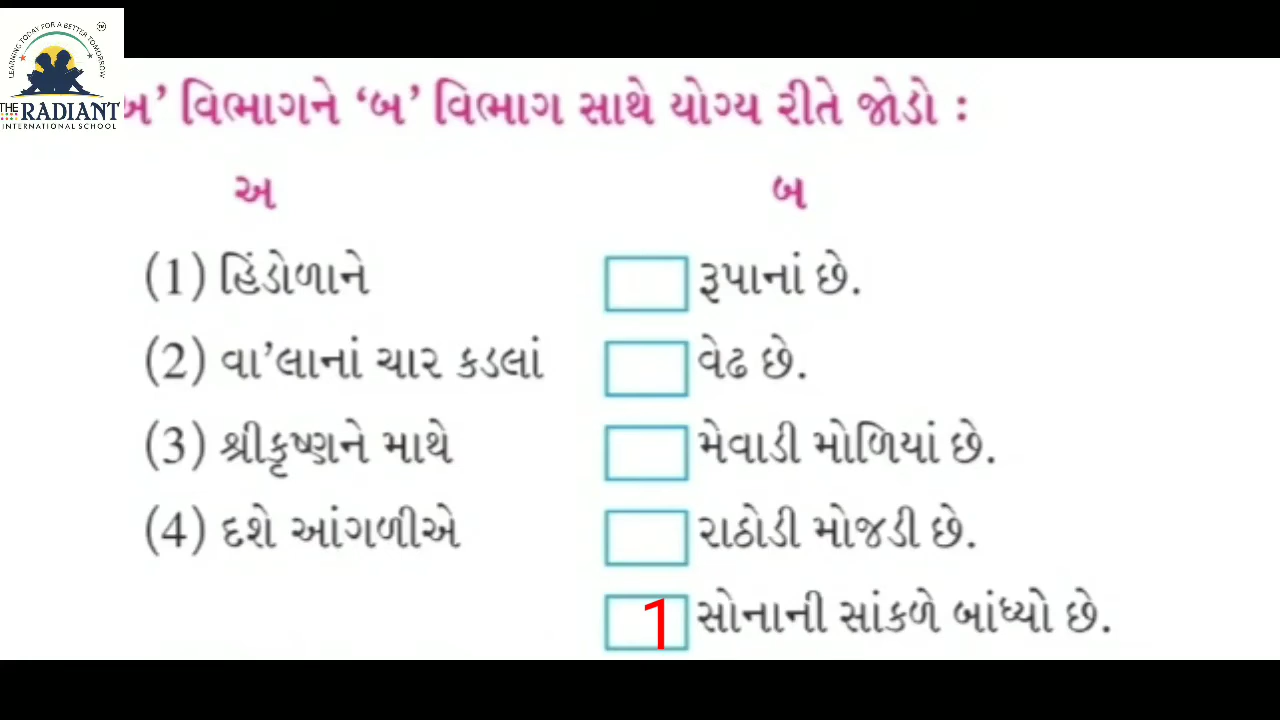 LEARNING TODAY FOR A BETTER TOMORROW
THE RADIANT
INTERNATIONAL SCHOOL
અ’ વિભાગને ‘બ’ વિભાગ સાથે યોગ્ય રીતે જોડો :
અ બ
(1) હિંડોળાને રૂપાનાં છે.
(2) વા’લાનાં ચાર કડલાં વેઢ છે.
(3) શ્રીકૃષ્ણને માથે મેવાડી મોળિયાં છે.
(4) દશે આંગળીએ રાઠોડી મોજડી છે.
1 સોનાની સાંકળે બાંધ્યો છે.